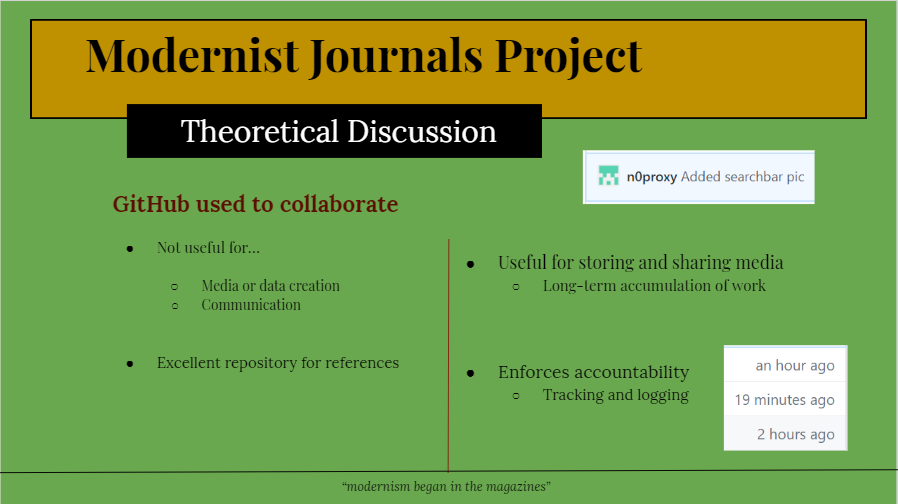 Modernist Journals Project
Theoretical Discussion
n0proxy Added searchbar pic
GitHub used to collaborate
● Not useful for...
○ Media or data creation
○ Communication
● Excellent repository for references
● Useful for storing and sharing media
○ Long-term accumulation of work
● Enforces accountability
○ Tracking and logging
an hour ago
19 minutes ago
2 hours ago
“modernism began in the magazines”